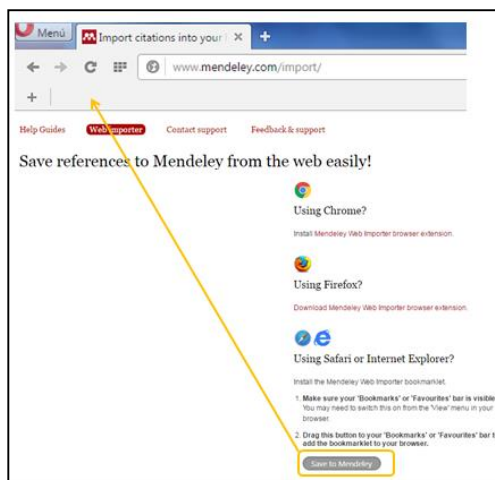 Menú
Import citations into your
www.mendeley.com/import/
Help Guides Web importer Contact support Feedback & support
Save references to Mendeley from the web easily!
Using Chrome?
Install Mendeley Web Importer browser extension.
Using Firefox?
Download Mendeley Web Importer browser extension.
Using Safari or Internet Explorer?
Install the Mendeley Web Importer bookmarklet.
1. Make sure your 'Bookmarks' or 'Favourites' bar is visible
You may need to switch this on from the 'View' menu in your
browser.
2. Drag this button to your 'Bookmarks' or 'Favourites' bar
add the bookmarklet to your browser.
Save to Mendeley